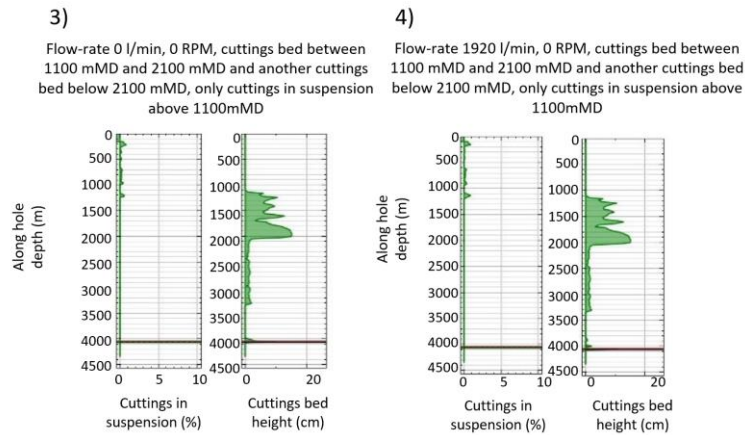 3)
Flow-rate 0 l/min, 0 RPM, cuttings bed between
1100 mMD and 2100 mMD and another cuttings
bed below 2100 mMD, only cuttings in suspension
above 1100mMD
0
500
1000
1500
2000
2500
3000
3500
4000
4500
Along hole
depth (m)
0 5 10
Cuttings in
suspension (%)
0
500
1000
1500
2000
2500
3000
3500
4000
4500
0 20
Cuttings bed
height (cm)
4)
Flow-rate 1920 l/min, 0 RPM, cuttings bed between
1100 mMD and 2100 mMD and another cuttings bed
below 2100 mMD, only cuttings in suspension above
1100mMD
0
500
1000
1500
2000
2500
3000
3500
4000
4500
Along hole
depth (m)
0 5 10
Cuttings in
suspension (%)
0
500
1000
1500
2000
2500
3000
3500
4000
4500
0 20
Cuttings bed
height (cm)